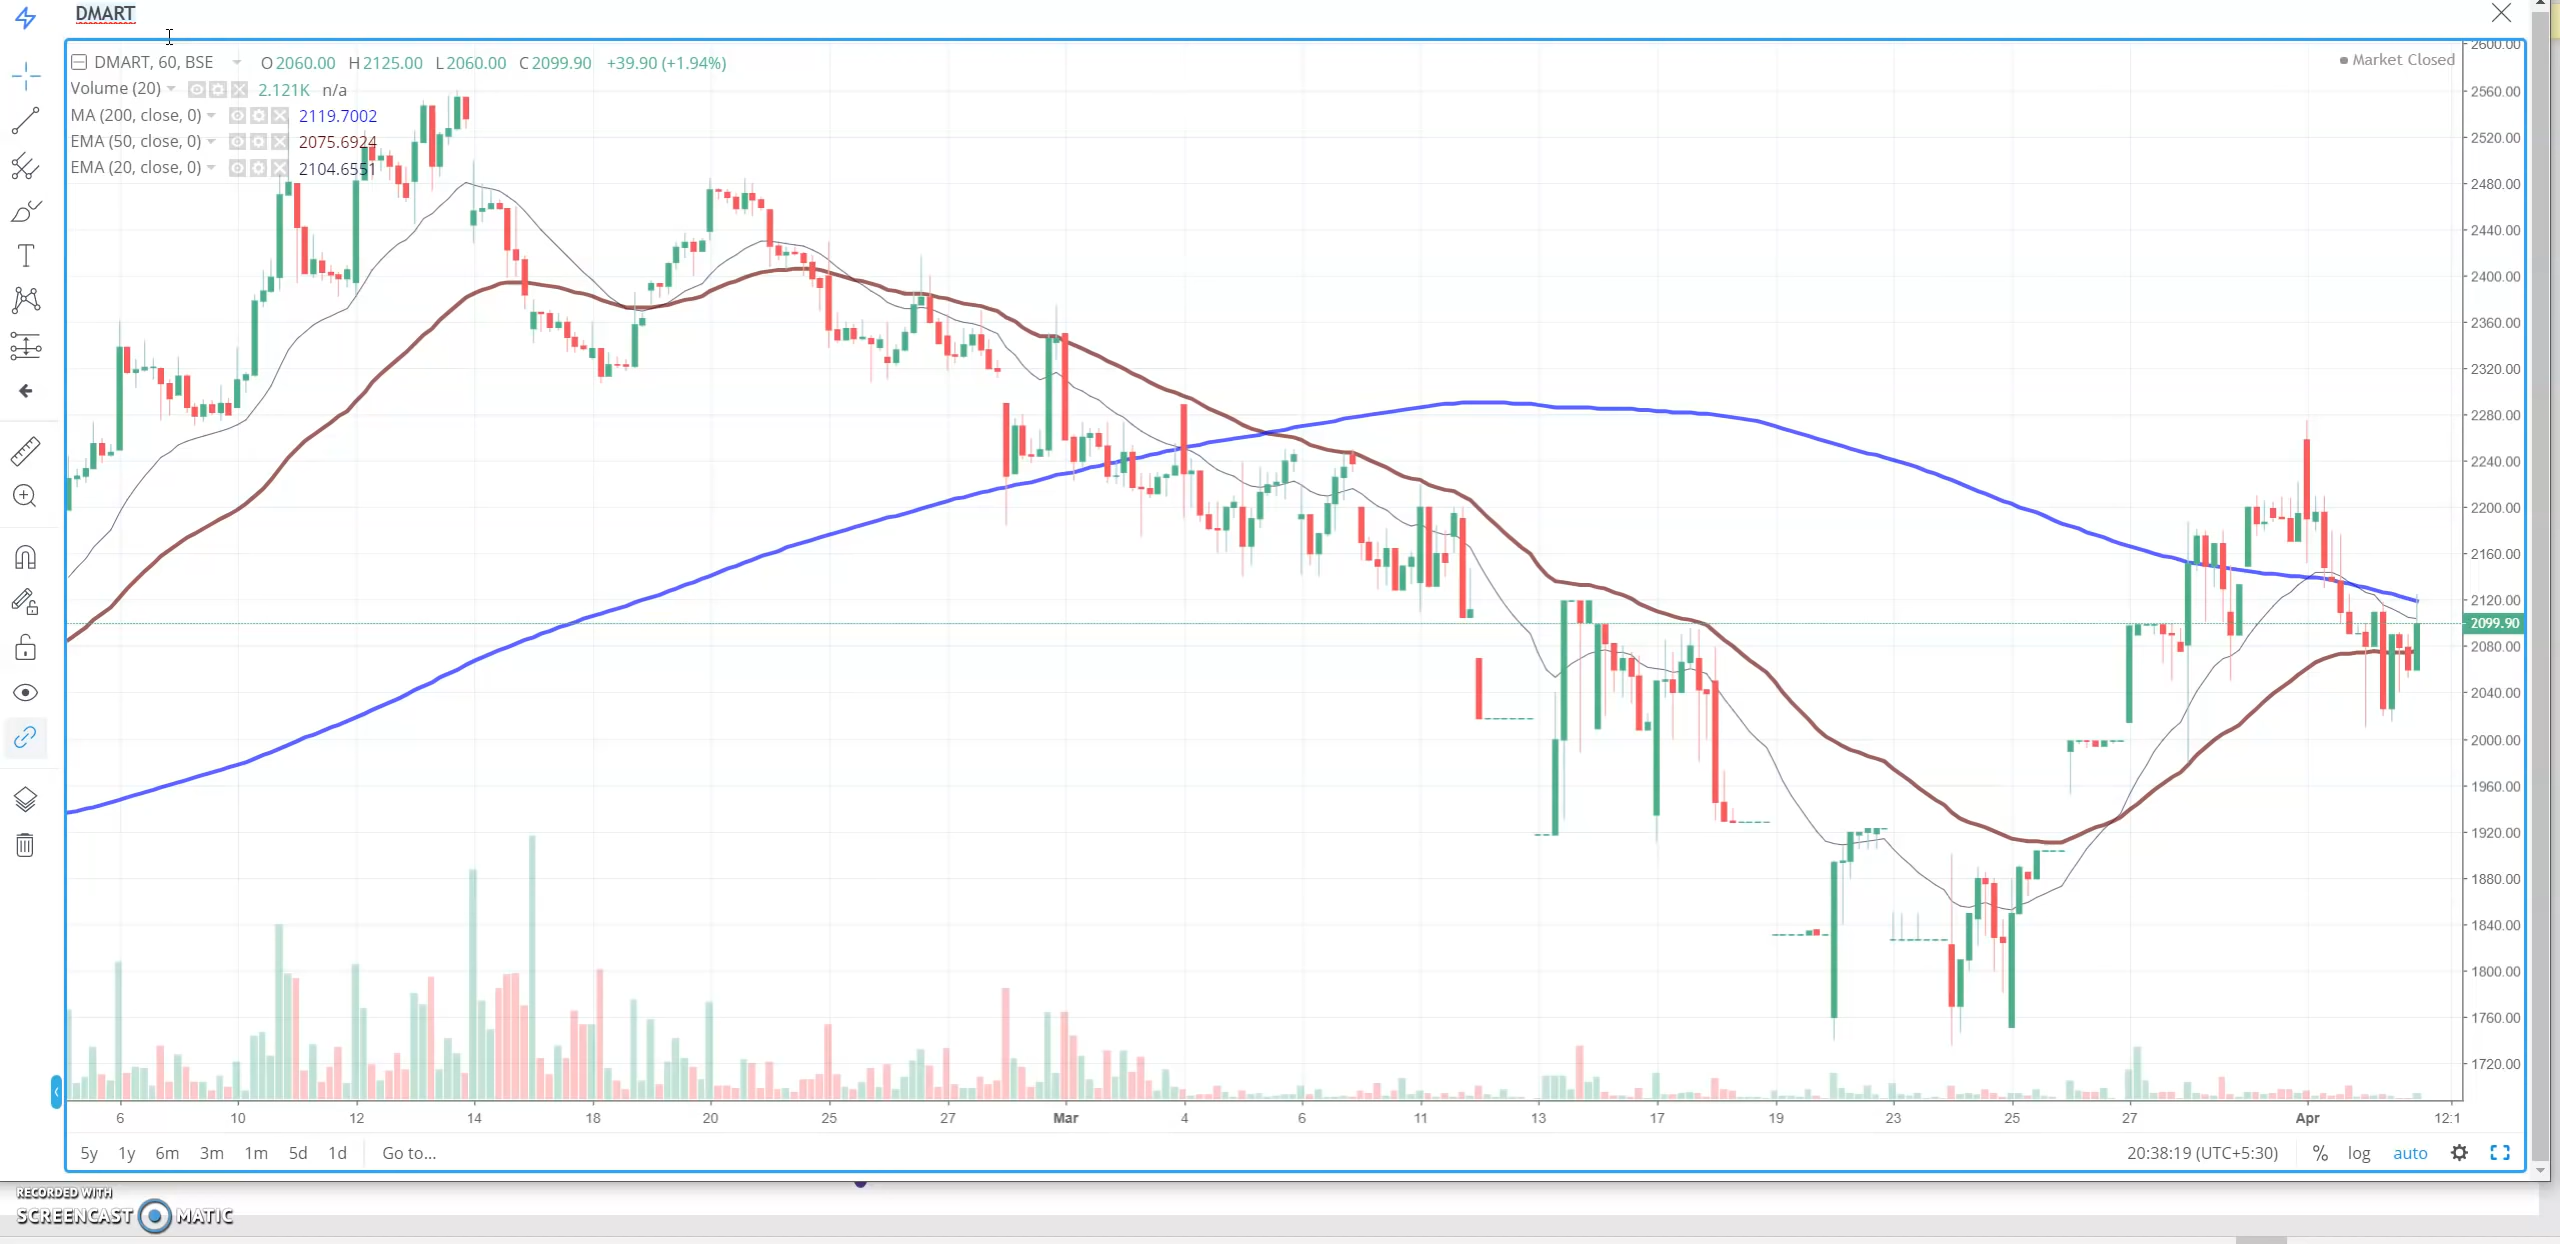 DMART
DMART, 60, BSE O2060.00 H2125.00 L2060.00 C2099.90 +39.90 (+1.94%)
● Market Closed
Volume (20) 2.121K n/a
MA (200, close, 0) 2119.7002
EMA (50, close, 0) 2075.6924
EMA (20, close, 0) 2104.6551
2600.00
2560.00
2520.00
2480.00
2440.00
2400.00
2360.00
2320.00
2280.00
2240.00
2200.00
2160.00
2120.00
2099.90
2080.00
2040.00
2000.00
1960.00
1920.00
1880.00
1840.00
1800.00
1760.00
1720.00
6 10 12 14 18 20 25 27 Mar 4 6 11 13 17 19 23 25 27 Apr 12:1
5y 1y 6m 3m 1m 5d 1d Go to... 20:38:19 (UTC+5:30) % log auto
RECORDED WITH
SCREENCAST MATIC